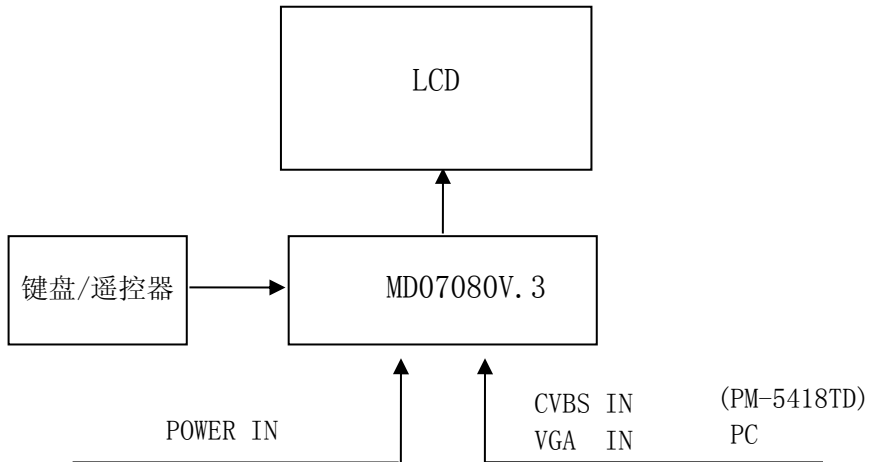 LCD
键盘/遥控器
MD07080V.3
POWER IN
CVBS IN (PM-5418TD)
VGA IN PC